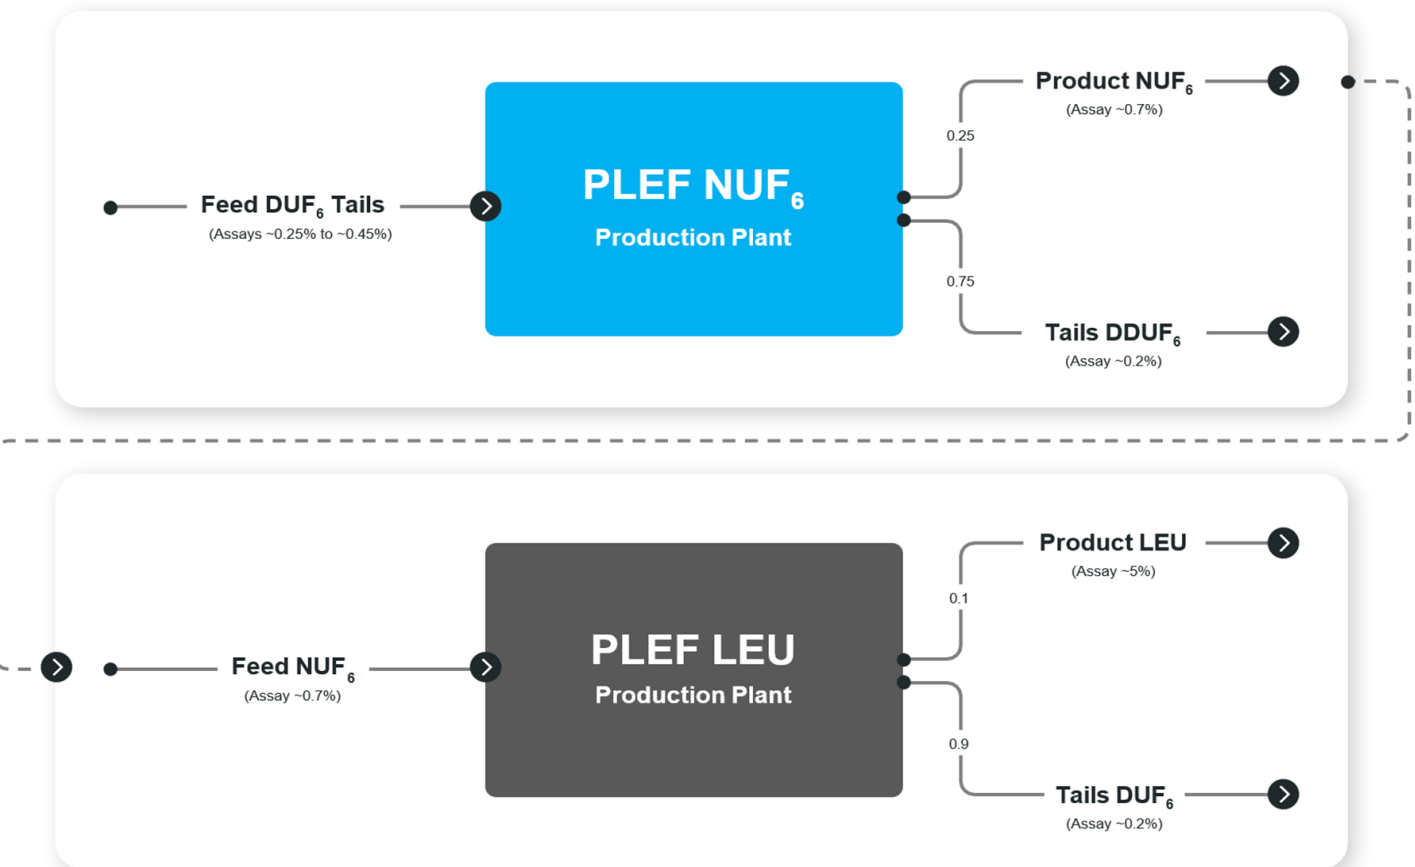 Product NUF₆
(Assay ~0.7%)
0.25
PLEF NUF₆
Production Plant
Feed DUF₆ Tails
(Assays ~0.25% to ~0.45%)
0.75
Tails DDUF₆
(Assay ~0.2%)
Product LEU
(Assay ~5%)
0.1
PLEF LEU
Production Plant
Feed NUF₆
(Assay ~0.7%)
0.9
Tails DUF₆
(Assay ~0.2%)